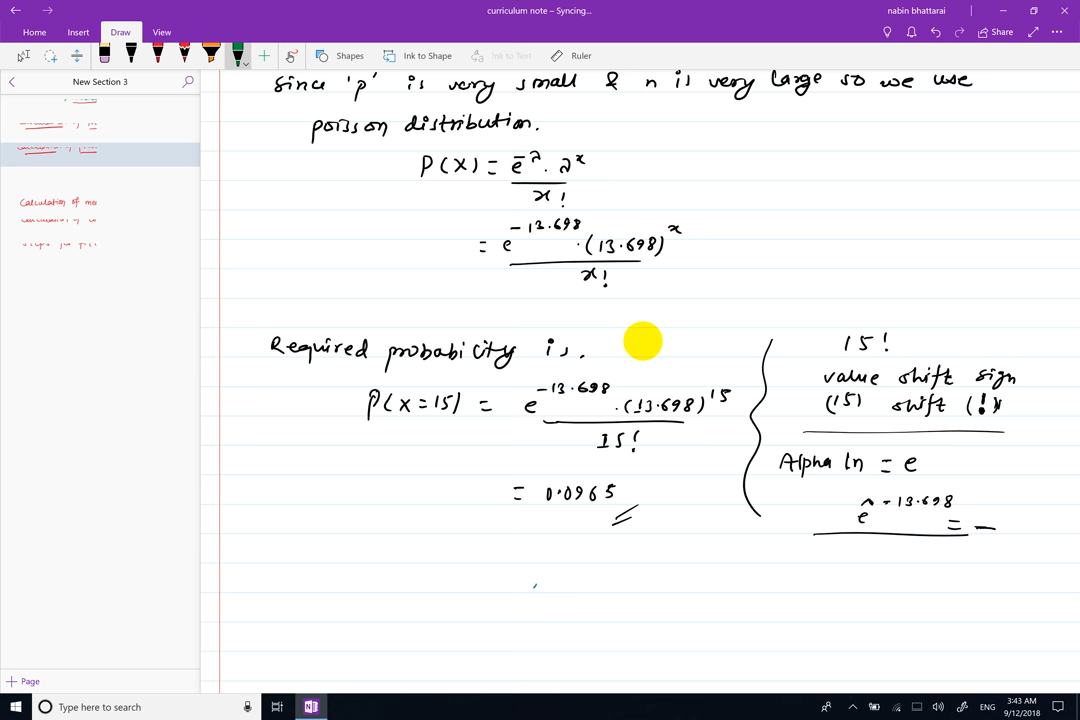 curriculum note – Syncing...
nabin bhattarai
Home Insert Draw View
Share
Shapes Ink to Shape Ink to Text Ruler
New Section 3
Calculation of me
Since 'p' is very small & n is very large so we use
poisson distribution.
P(X) = e^-λ . λ^x
x!
= e^-13.698 . (13.698)^x
x!
Required probability is.
P(X=15) = e^-13.698 . (13.698)^15
15!
= 0.0965
15!
value shift sign
(15) shift (!)
Alpha ln = e
e^-13.698 = –
+ Page
Type here to search
ENG
3:43 AM
9/12/2018